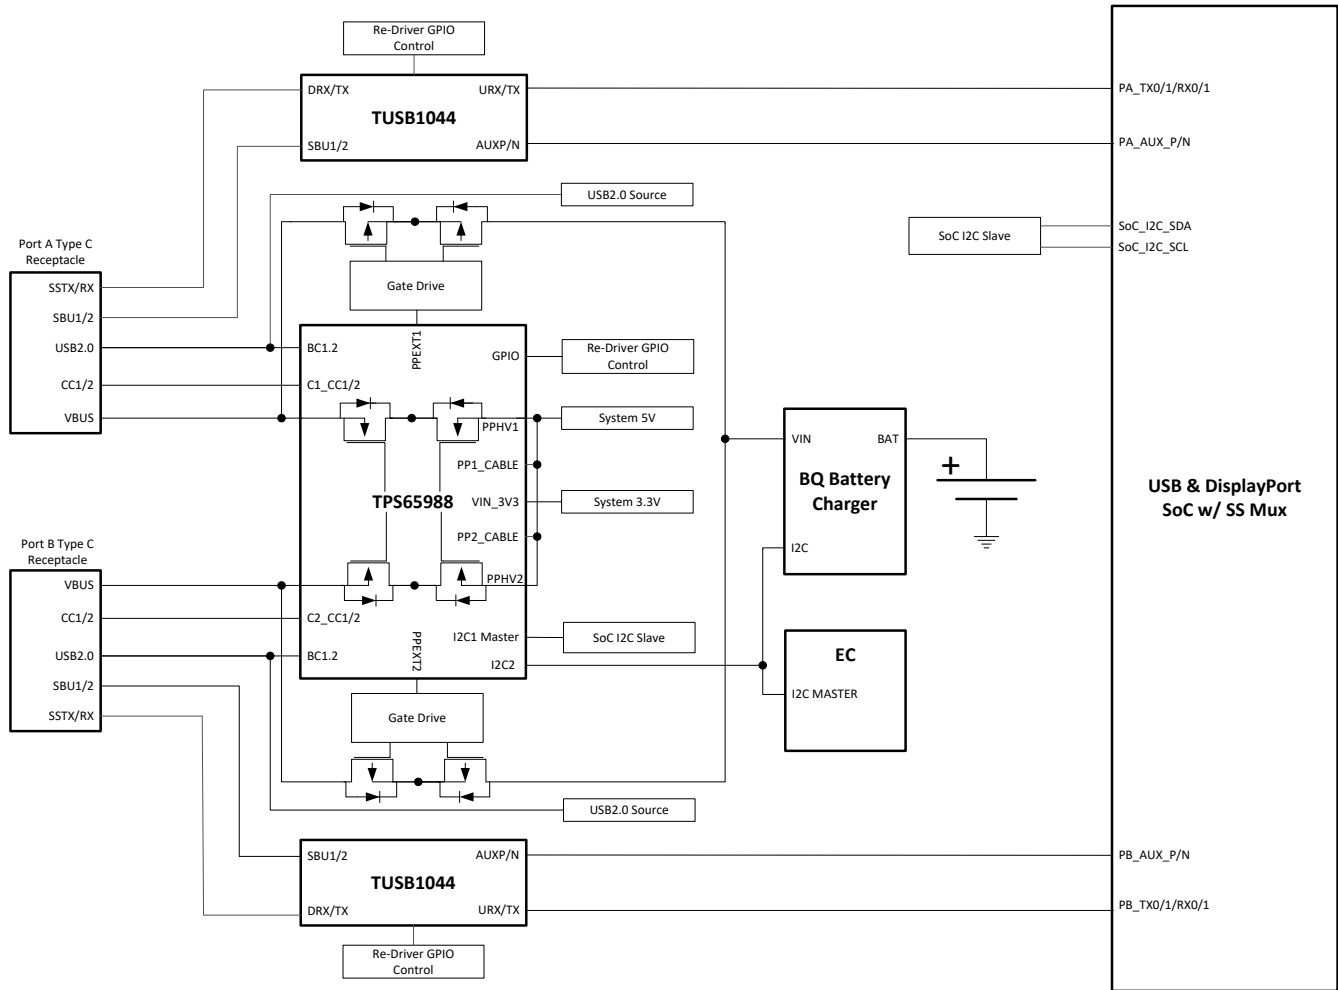 Re-Driver GPIO
Control
DRX/TX
URX/TX
TUSB1044
SBU1/2
AUXP/N
PA_TX0/1/RX0/1
PA_AUX_P/N
USB2.0 Source
SoC I2C Slave
SoC_I2C_SDA
SoC_I2C_SCL
Port A Type C
Receptacle
SSTX/RX
SBU1/2
USB2.0
CC1/2
VBUS
Gate Drive
PPEXT1
BC1.2
GPIO
Re-Driver GPIO
Control
C1_CC1/2
PPHV1
System 5V
PP1_CABLE
TPS65988
VIN_3V3
System 3.3V
PP2_CABLE
PPHV2
C2_CC1/2
I2C1 Master
SoC I2C Slave
BC1.2
I2C2
PPEXT2
VIN
BAT
BQ Battery
Charger
I2C
+
EC
I2C MASTER
USB & DisplayPort
SoC w/ SS Mux
Port B Type C
Receptacle
VBUS
CC1/2
USB2.0
SBU1/2
SSTX/RX
Gate Drive
USB2.0 Source
SBU1/2
AUXP/N
TUSB1044
DRX/TX
URX/TX
PB_AUX_P/N
PB_TX0/1/RX0/1
Re-Driver GPIO
Control